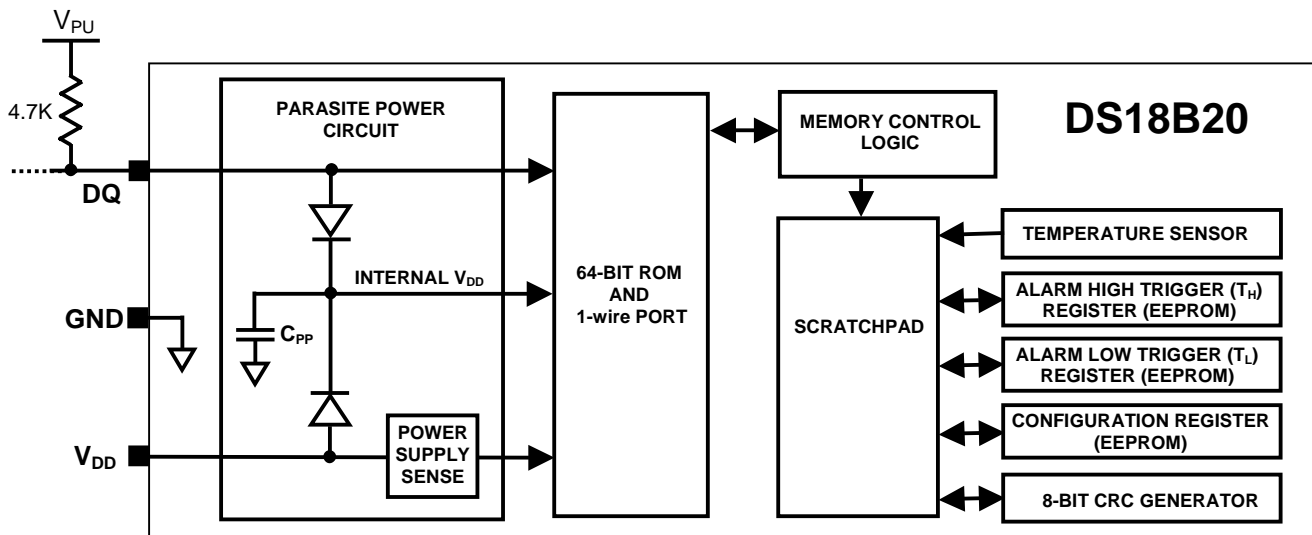 V_PU
4.7K
DQ
GND
V_DD
PARASITE POWER
CIRCUIT
INTERNAL V_DD
C_PP
POWER
SUPPLY
SENSE
64-BIT ROM
AND
1-wire PORT
MEMORY CONTROL
LOGIC
SCRATCHPAD
DS18B20
TEMPERATURE SENSOR
ALARM HIGH TRIGGER (T_H)
REGISTER (EEPROM)
ALARM LOW TRIGGER (T_L)
REGISTER (EEPROM)
CONFIGURATION REGISTER
(EEPROM)
8-BIT CRC GENERATOR